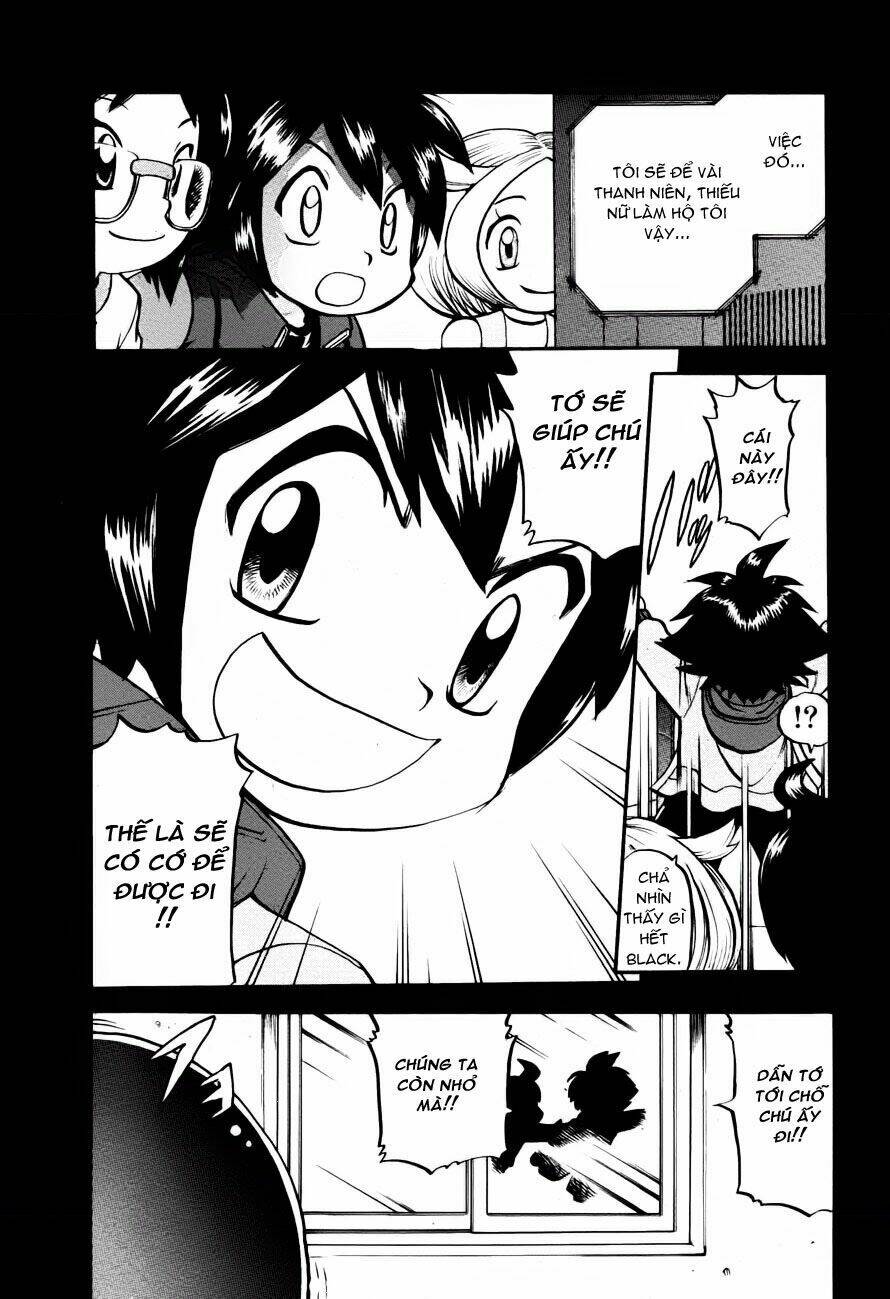 VIỆC
ĐÓ...
TÔI SẼ ĐỂ VÀI
THANH NIÊN, THIẾU
NỮ LÀM HỘ TÔI
VẬY...
CÁI
NÀY
ĐÂY!!
!?
CHẢ
NHÌN
THẤY GÌ
HẾT
BLACK.
TỚ SẼ
GIÚP CHÚ
ẤY!!
THẾ LÀ SẼ
CÓ CỚ ĐỂ
ĐƯỢC ĐI
!!
DẪN TỚ
TỚI CHỖ
CHÚ ẤY
ĐI!!
CHÚNG TA
CÒN NHỎ
MÀ!!